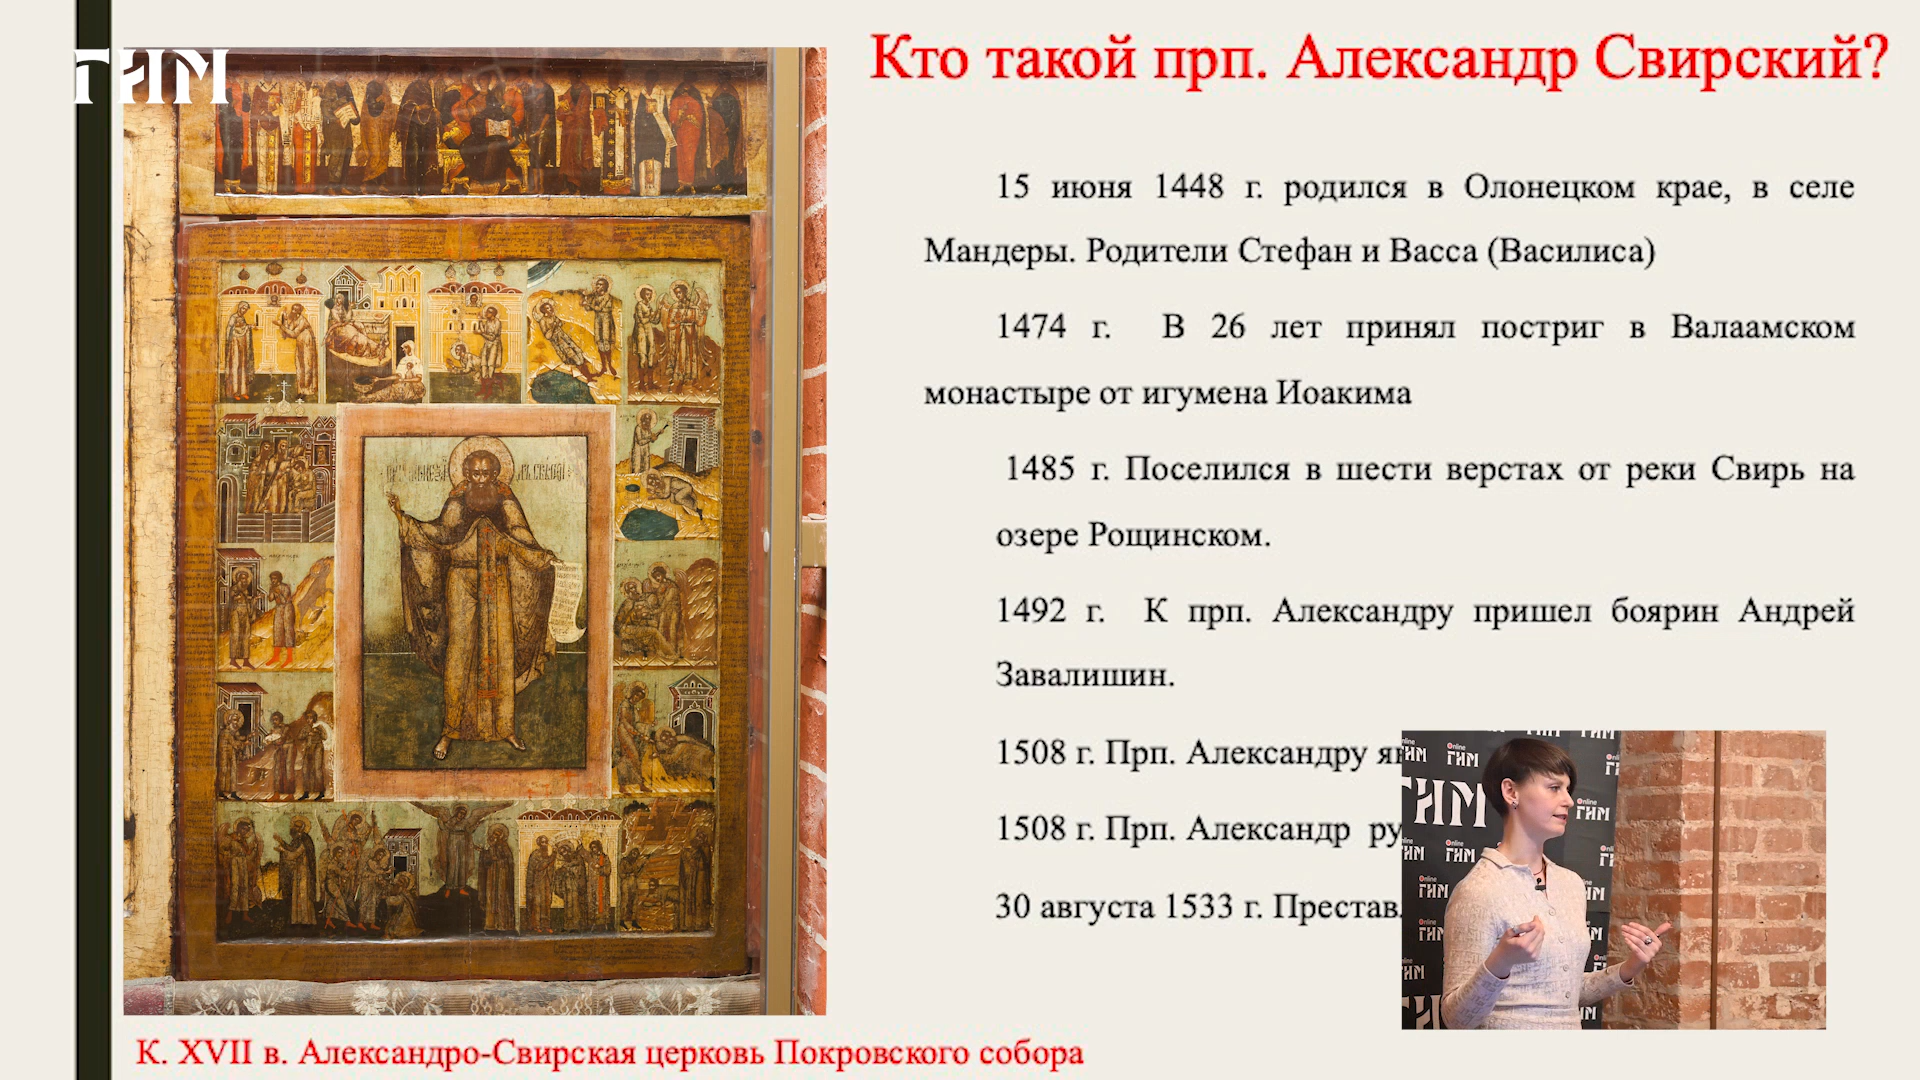 ГИМ
Кто такой прп. Александр Свирский?
15 июня 1448 г. родился в Олонецком крае, в селе
Мандеры. Родители Стефан и Васса (Василиса)
1474 г. В 26 лет принял постриг в Валаамском
монастыре от игумена Иоакима
1485 г. Поселился в шести верстах от реки Свирь на
озере Рощинском.
1492 г. К прп. Александру пришел боярин Андрей
Завалишин.
1508 г. Прп. Александру
1508 г. Прп. Александр
30 августа 1533 г.
К. XVII в. Александро-Свирская церковь Покровского собора